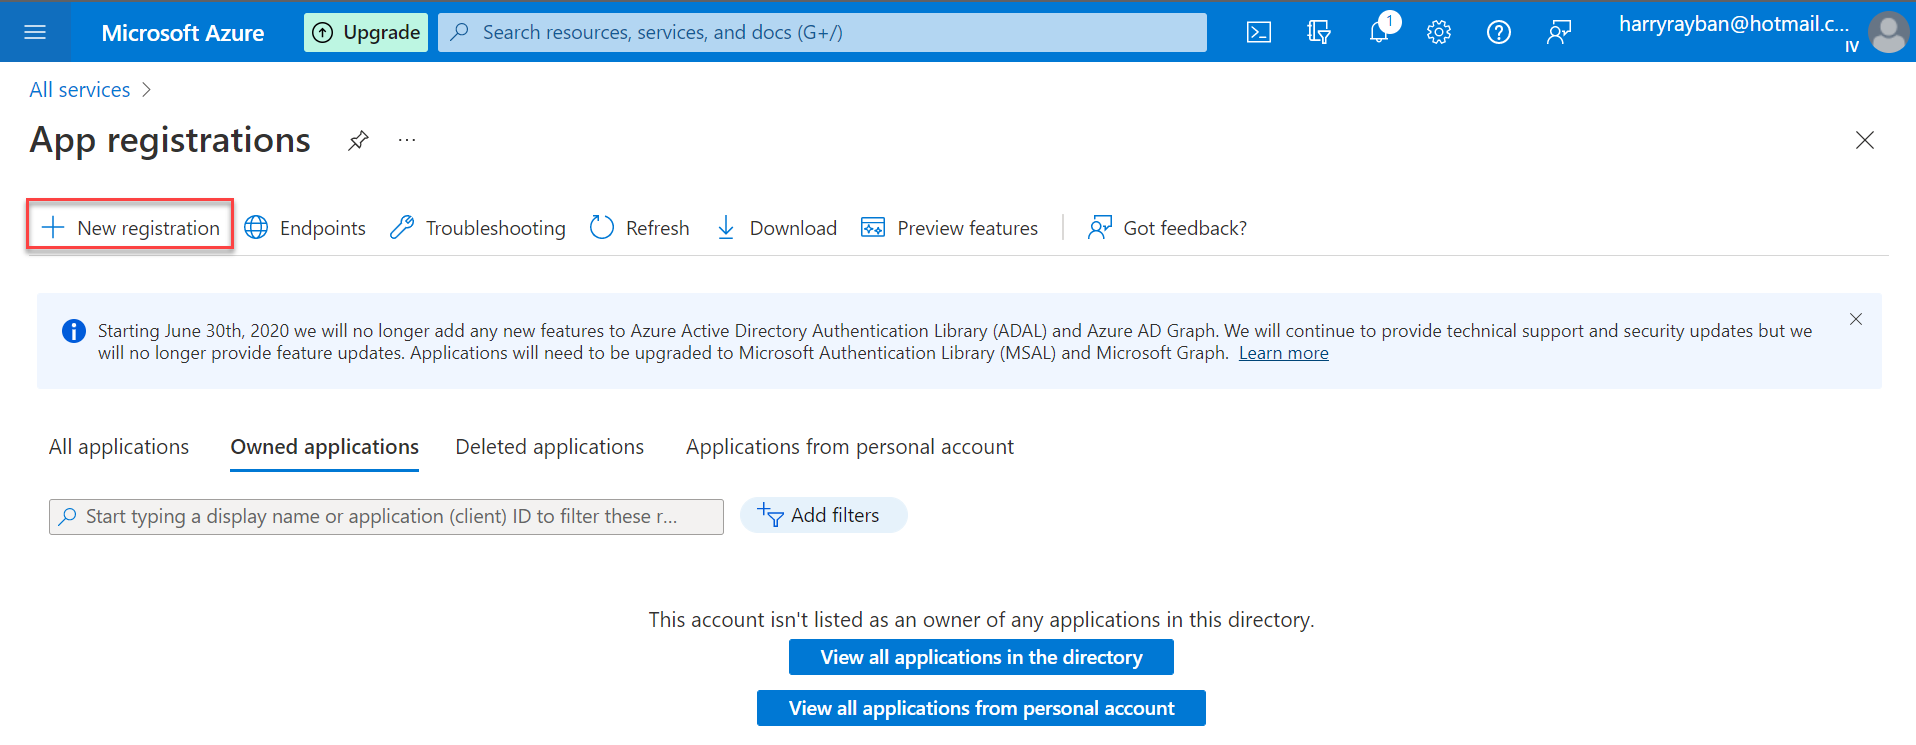 Microsoft Azure
Upgrade
Search resources, services, and docs (G+/)
1
harryrayban@hotmail.c...
IV
All services
App registrations
New registration
Endpoints
Troubleshooting
Refresh
Download
Preview features
Got feedback?
Starting June 30th, 2020 we will no longer add any new features to Azure Active Directory Authentication Library (ADAL) and Azure AD Graph. We will continue to provide technical support and security updates but we
will no longer provide feature updates. Applications will need to be upgraded to Microsoft Authentication Library (MSAL) and Microsoft Graph. Learn more
All applications
Owned applications
Deleted applications
Applications from personal account
Start typing a display name or application (client) ID to filter these r...
Add filters
This account isn't listed as an owner of any applications in this directory.
View all applications in the directory
View all applications from personal account